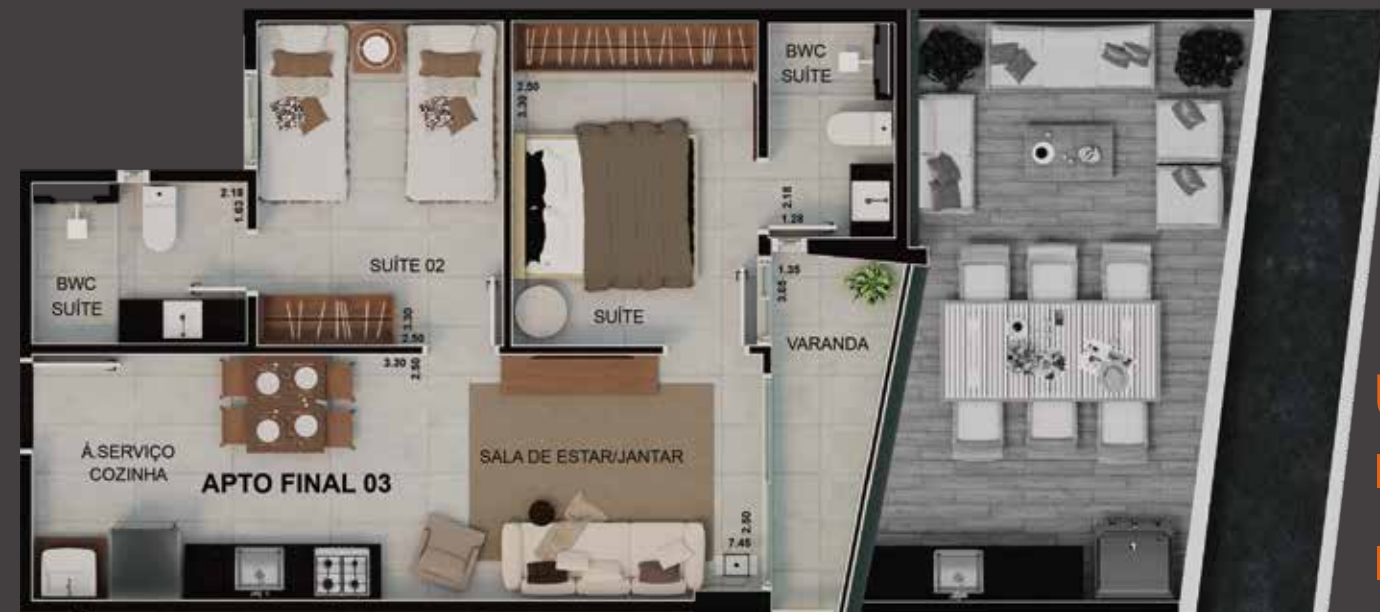 BWC
SUÍTE
2.50
3.30
2.18
1.63
2.18
1.28
SUÍTE 02
BWC
SUÍTE
SUÍTE
1.35
3.65
VARANDA
3.30
2.50
3.30
2.50
Á.SERVIÇO
COZINHA
SALA DE ESTAR/JANTAR
APTO FINAL 03
2.50
7.45